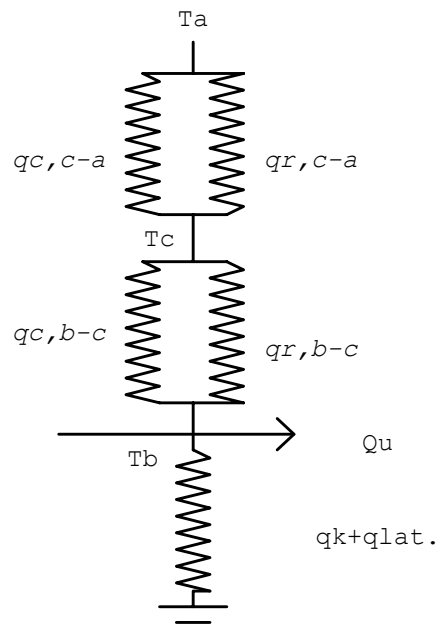 Ta
qc,c-a
qr,c-a
Tc
qc,b-c
qr,b-c
Tb
Qu
qk+qlat.